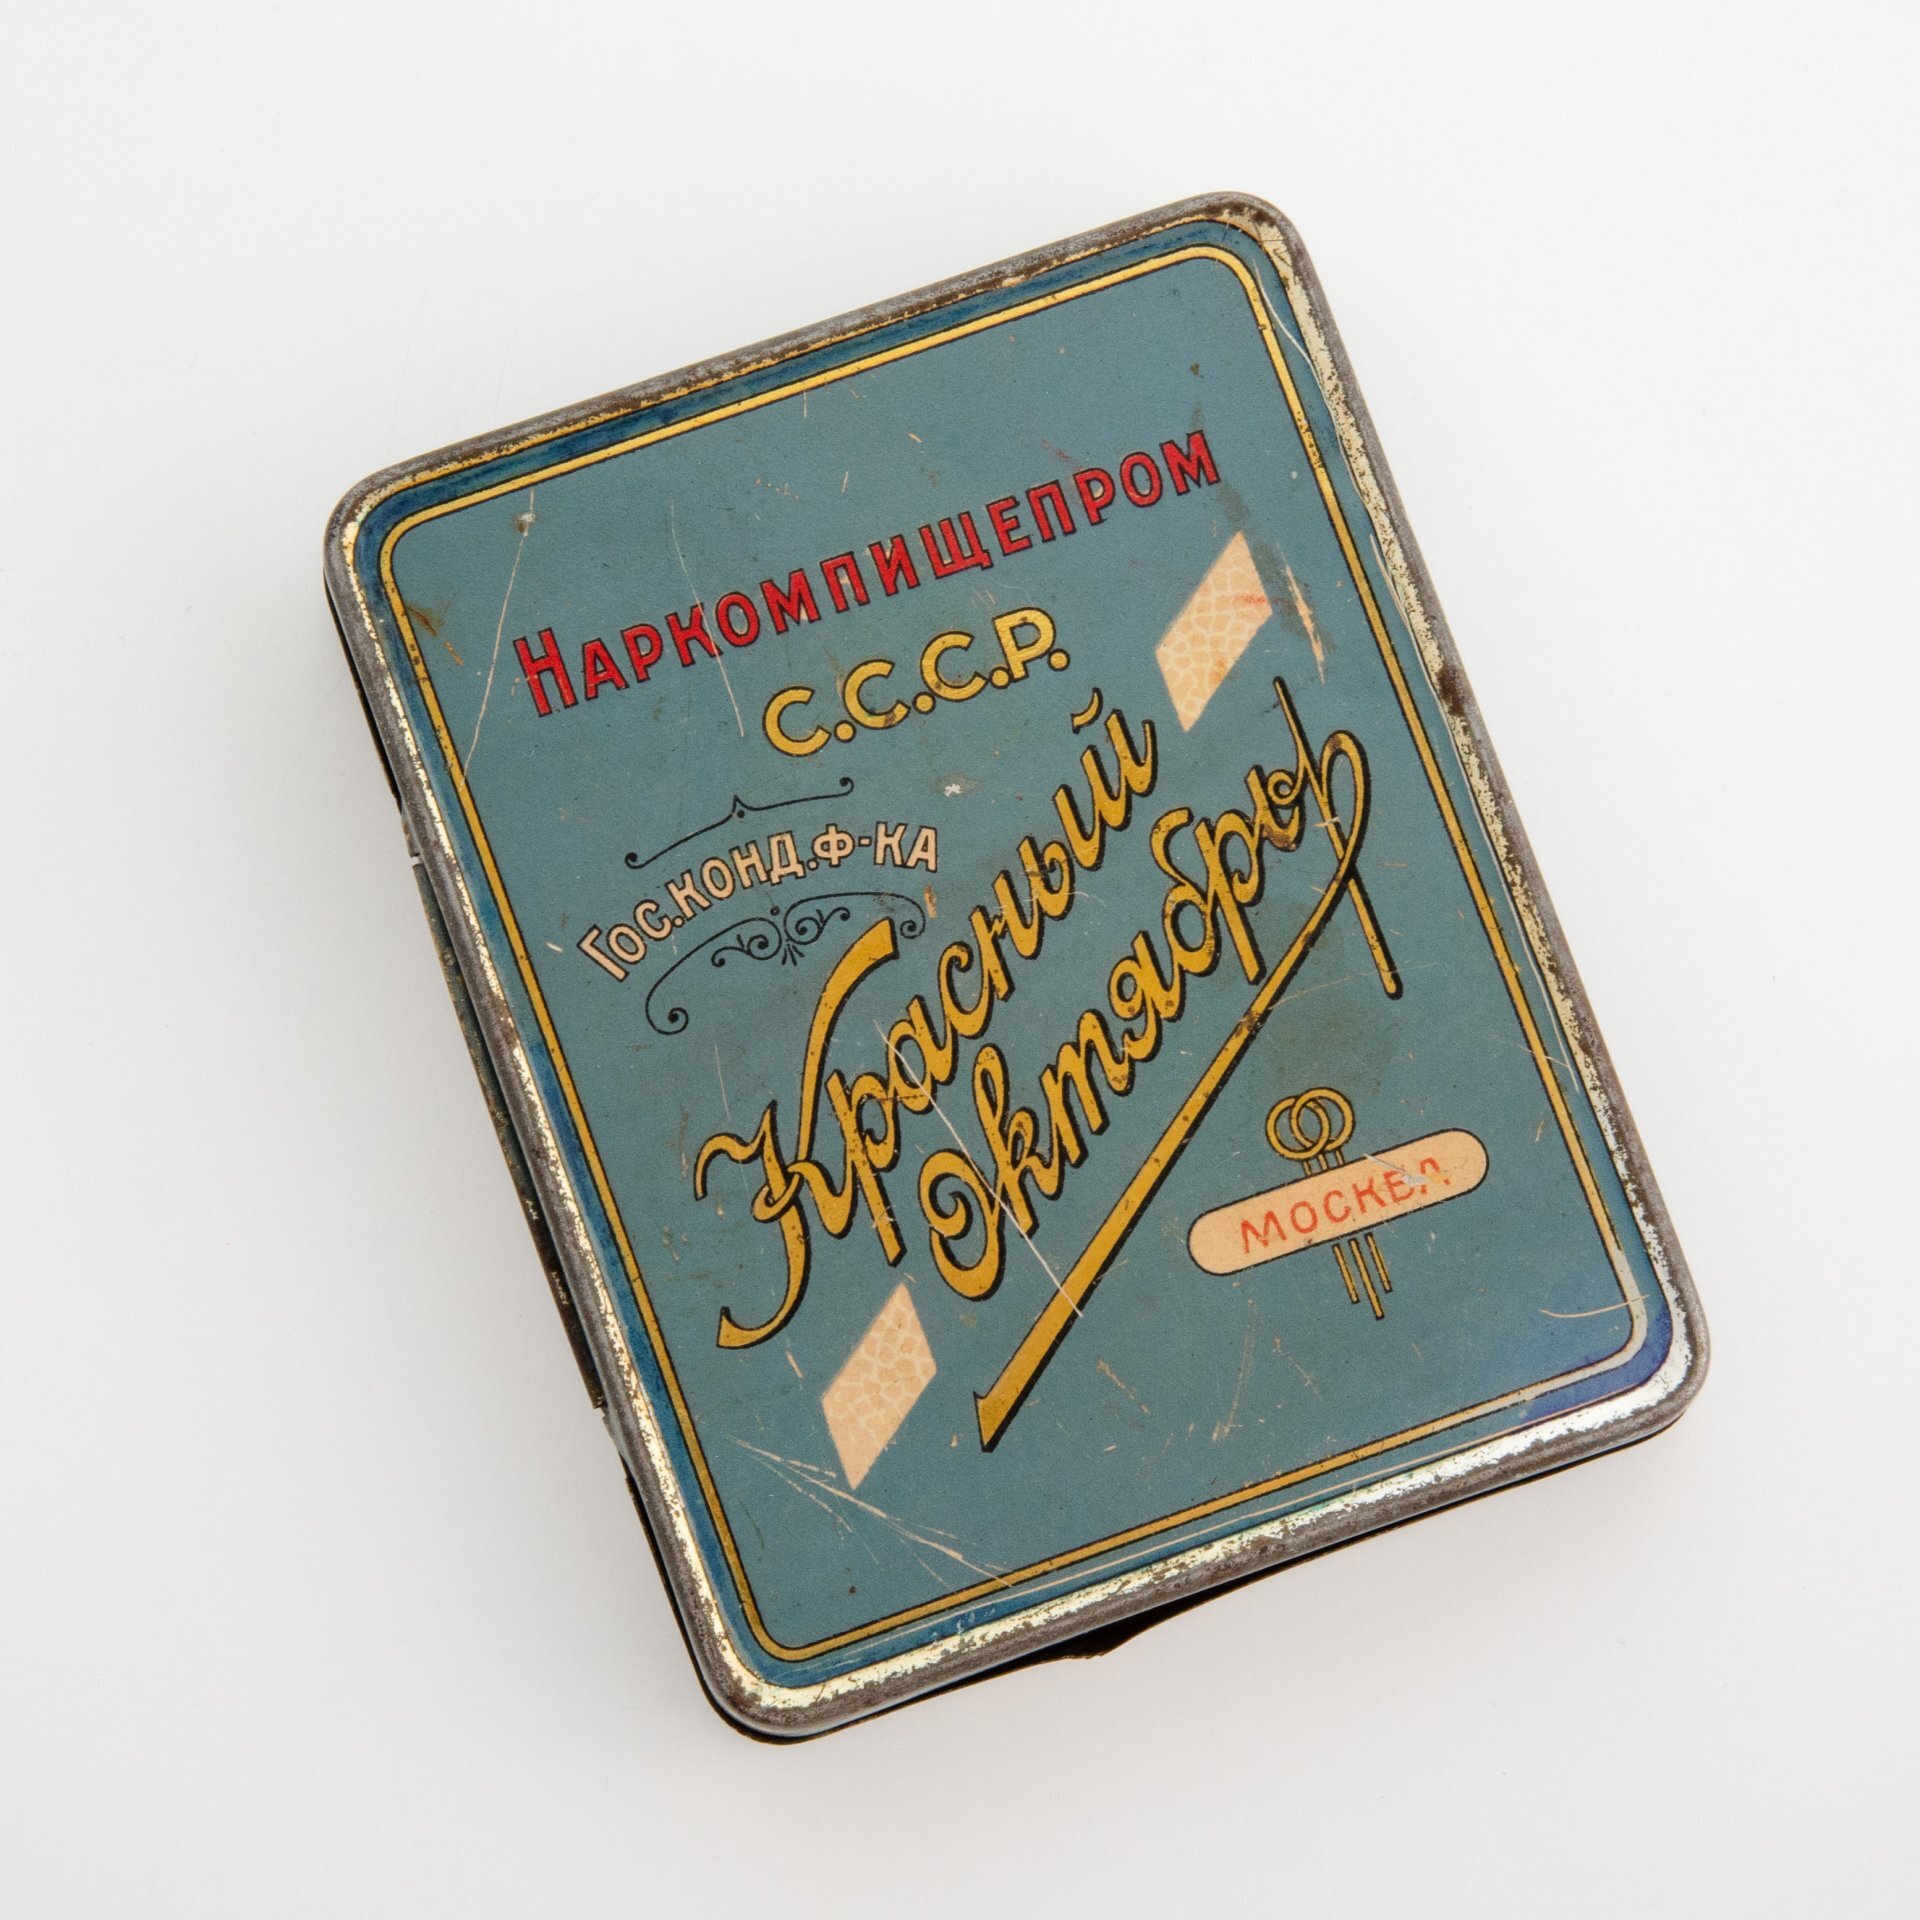 НАРКОМПИЩЕПРОМ
С.С.С.Р.
ГОС.КОНД.Ф-КА
Красный
Октябрь
МОСКВА